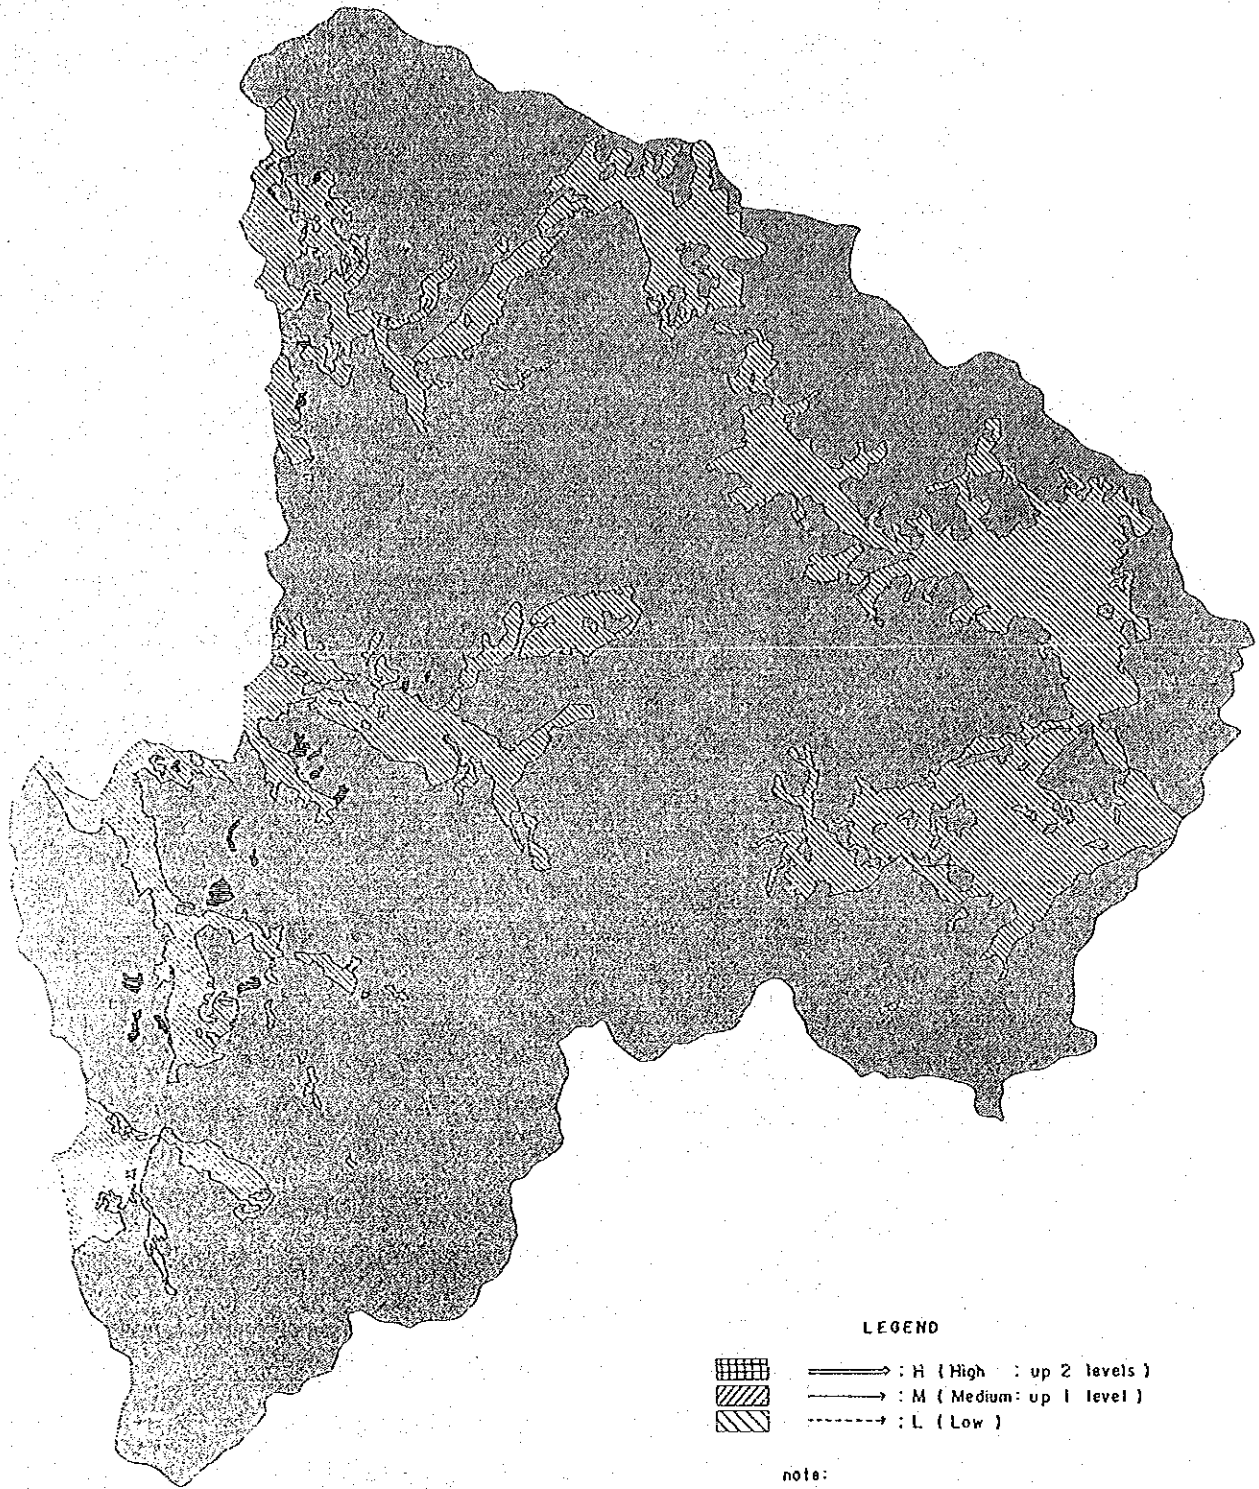 LEGEND
: H ( High : up 2 levels )
: M ( Medium : up 1 level )
: L ( Low )
note: